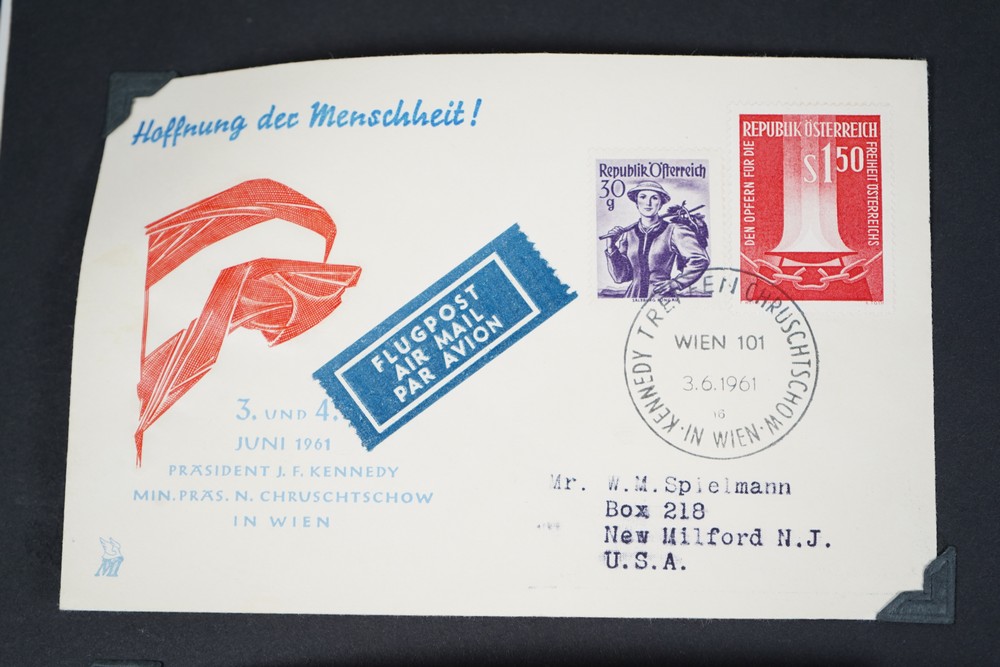 Hoffnung der Menschheit!
Republik Österreich
30
g
REPUBLIK ÖSTERREICH
S 1 50
DEN OPFERN FÜR DIE
FREIHEIT ÖSTERREICHS
FLUGPOST
AIR MAIL
PAR AVION
KENNEDY TREFFEN CHRUSCHTSCHOW
WIEN 101
3.6.1961
16
· IN WIEN ·
3. UND 4.
JUNI 1961
PRÄSIDENT J. F. KENNEDY
MIN. PRÄS. N. CHRUSCHTSCHOW
IN WIEN
Mr. W.M.Spielmann
Box 218
New Milford N.J.
U.S.A.